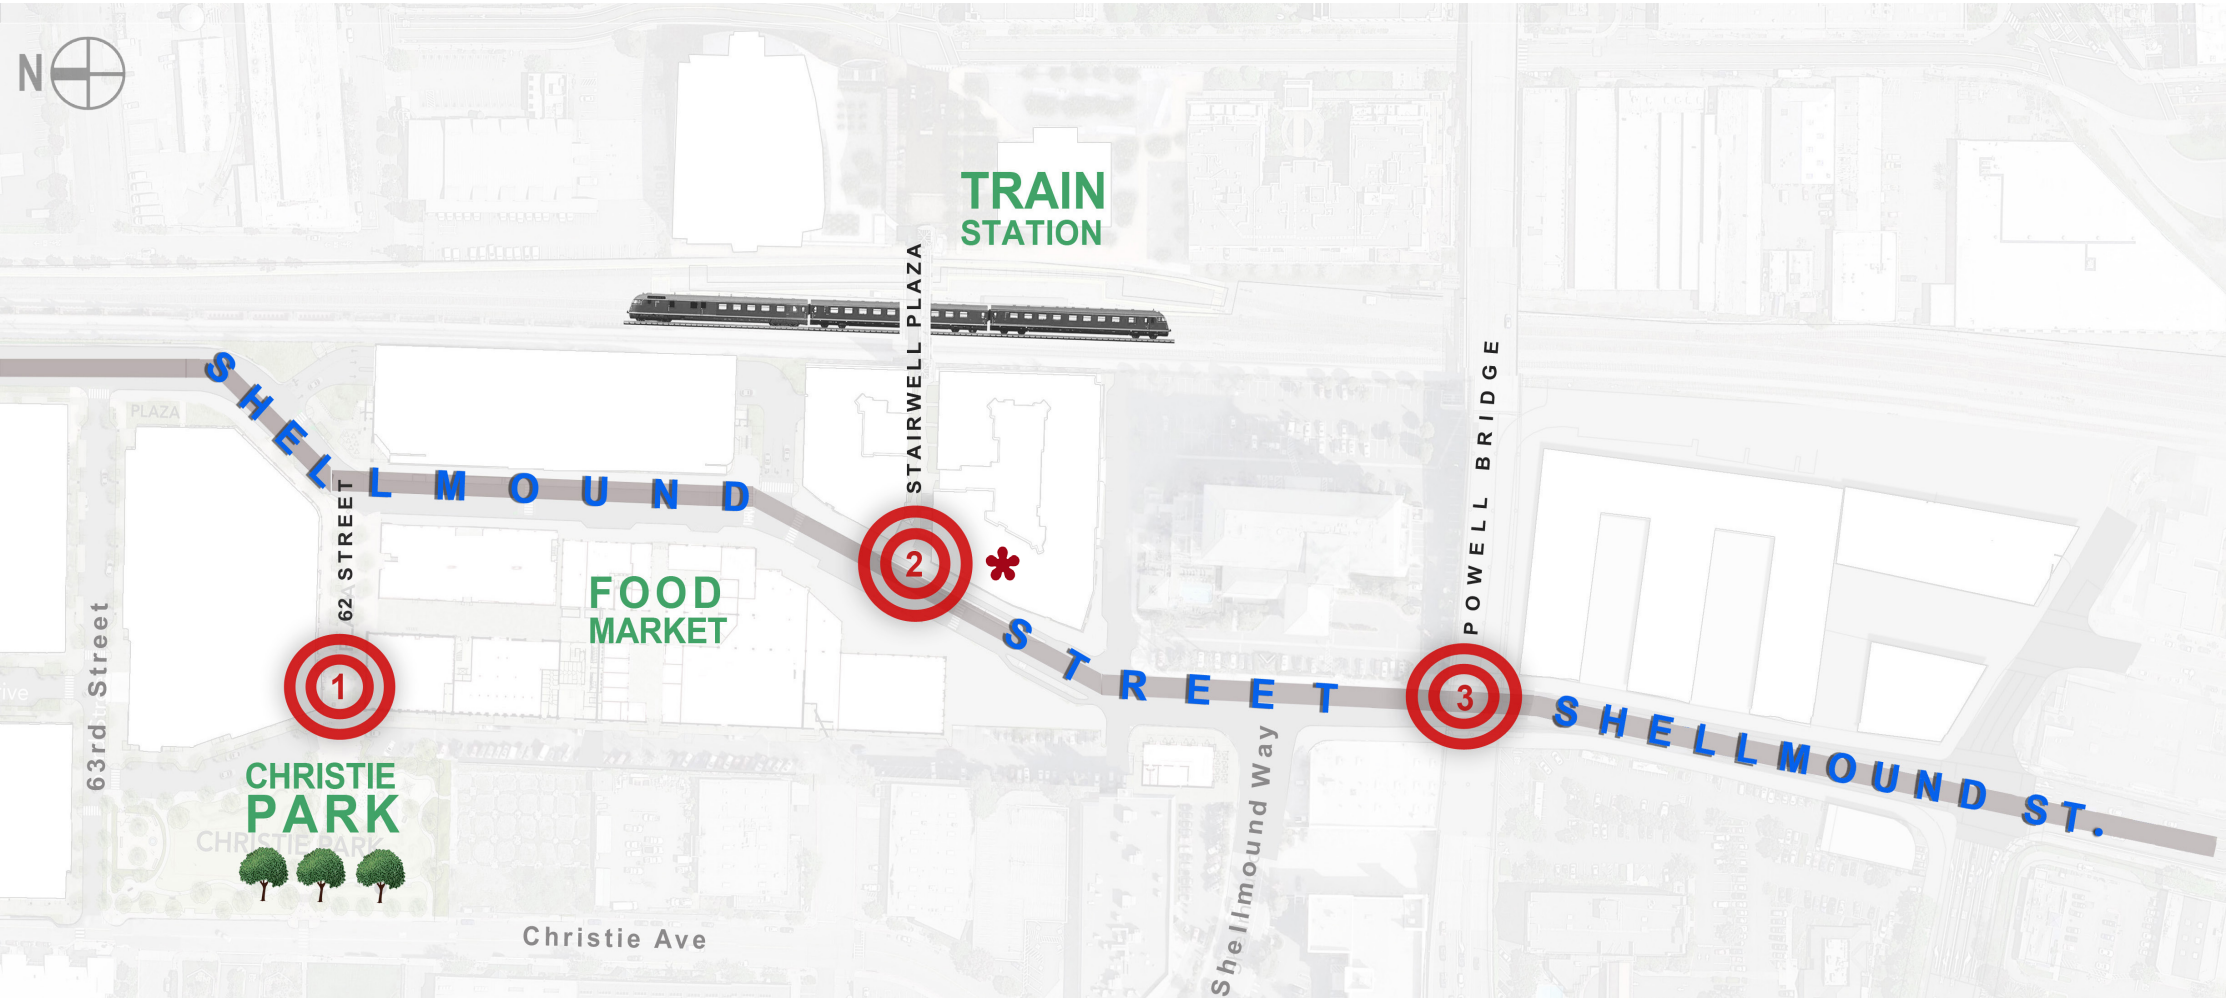 N
TRAIN
STATION
STAIRWELL PLAZA
POWELL BRIDGE
PLAZA
SHELLMOUND STREET
SHELLMOUND ST.
62 STREET
63rd Street
FOOD
MARKET
1
2
*
3
CHRISTIE
PARK
CHRISTIE PARK
Shellmound Way
Christie Ave